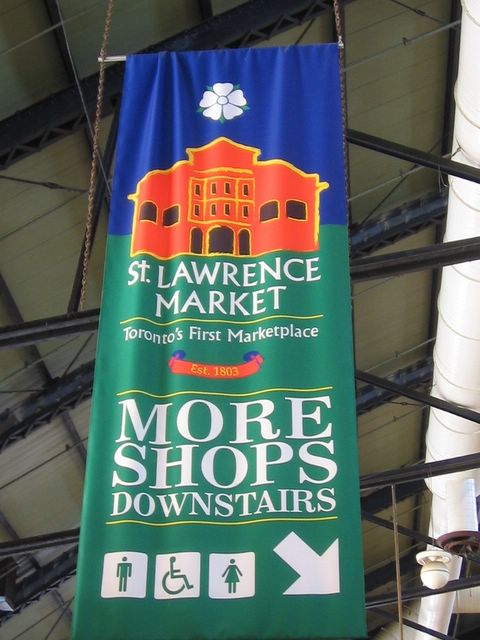 St. LAWRENCE
MARKET
Toronto's First Marketplace
Est. 1803
MORE
SHOPS
DOWNSTAIRS